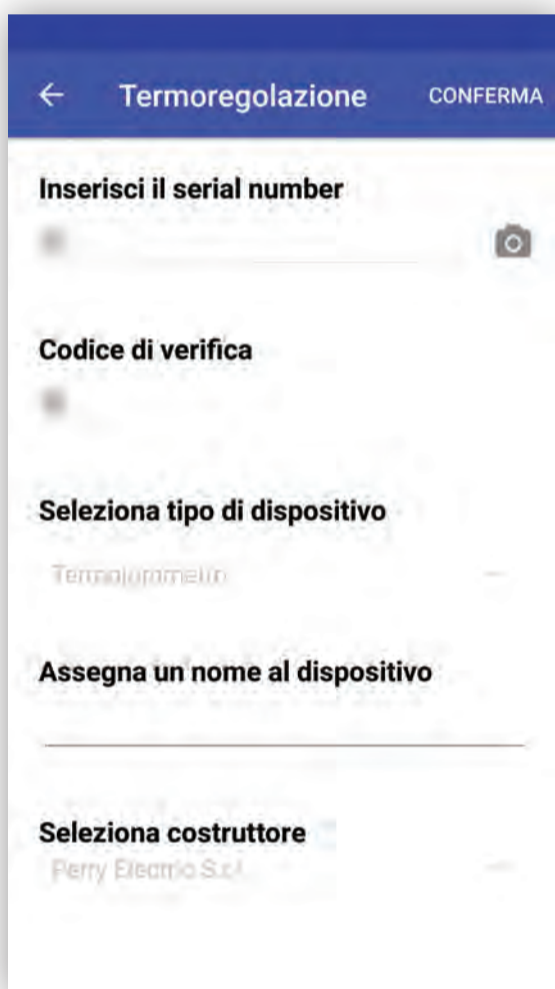 Termoregolazione CONFERMA
Inserisci il serial number
Codice di verifica
Seleziona tipo di dispositivo
Assegna un nome al dispositivo
Seleziona costruttore
Perry Electric S.r.l.